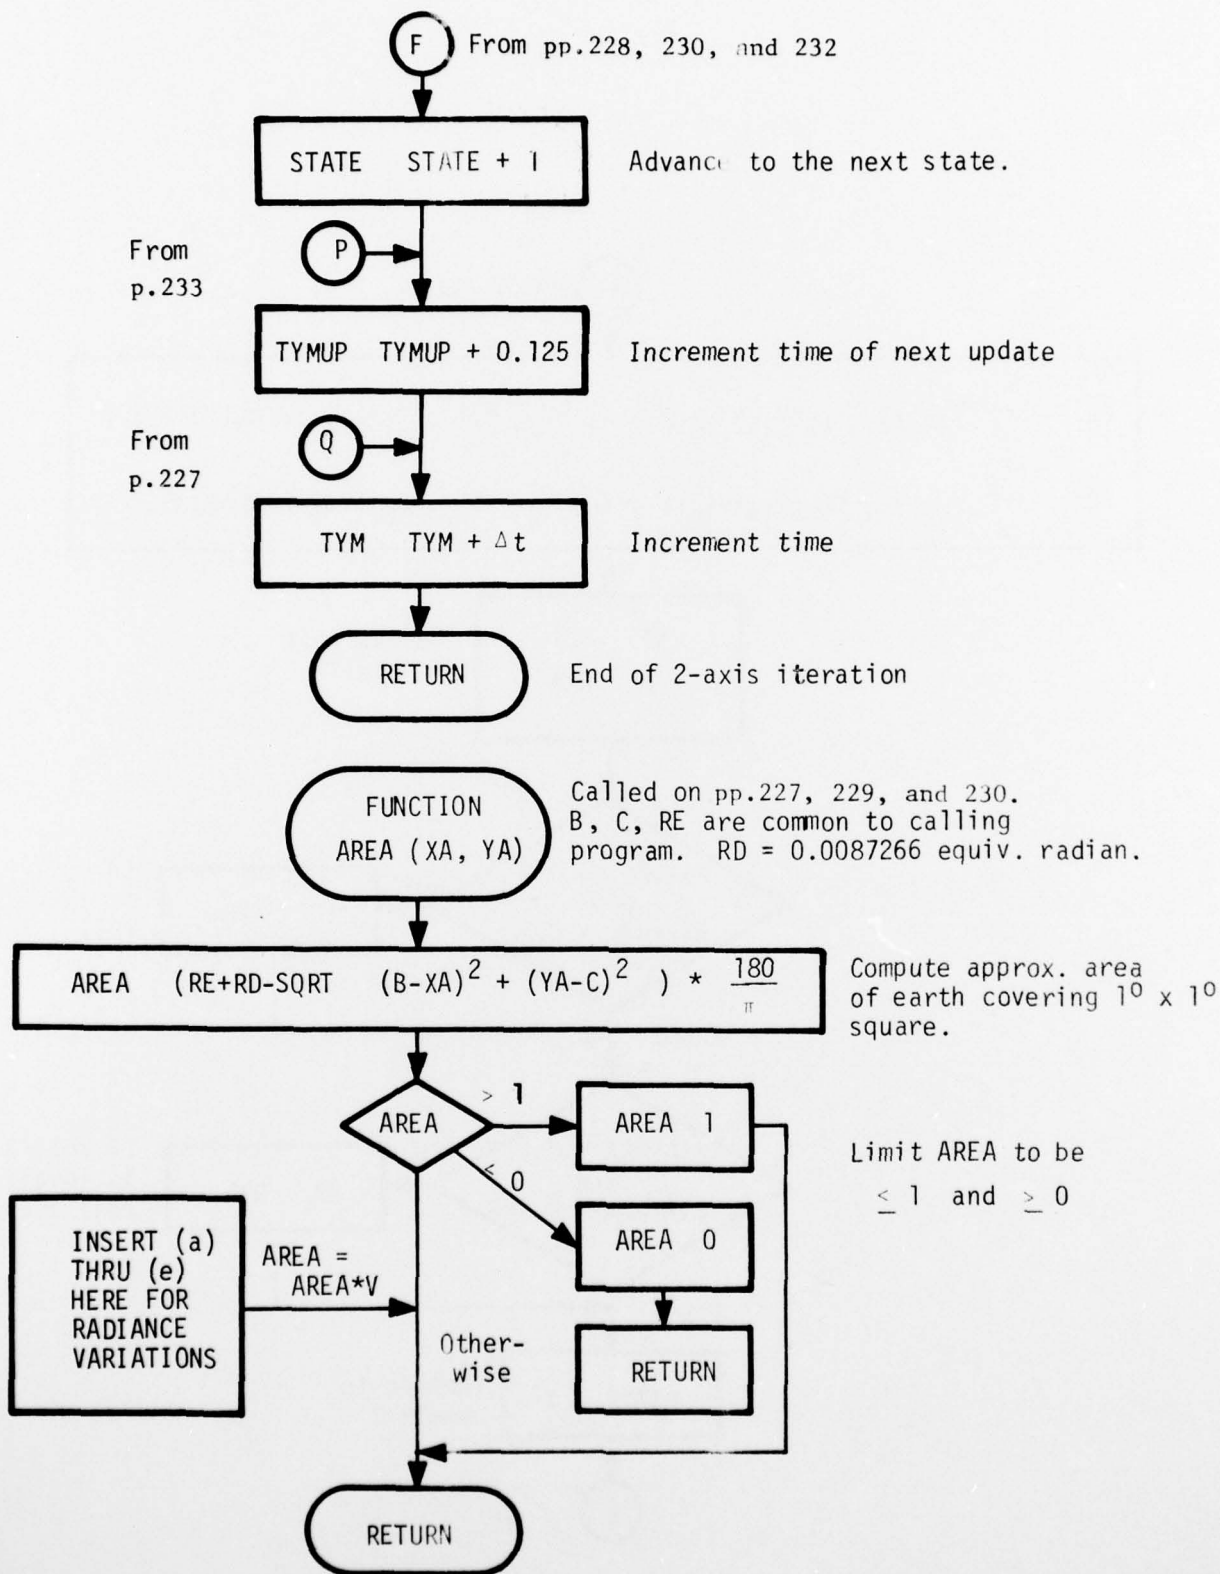 F From pp.228, 230, and 232
STATE STATE + 1 Advance to the next state.
From
p.233
P
TYMUP TYMUP + 0.125 Increment time of next update
From
p.227
Q
TYM TYM + Δt Increment time
RETURN End of 2-axis iteration
FUNCTION
AREA (XA, YA)
Called on pp.227, 229, and 230.
B, C, RE are common to calling
program. RD = 0.0087266 equiv. radian.
AREA (RE+RD-SQRT (B-XA)² + (YA-C)² ) * 180/π
Compute approx. area
of earth covering 1⁰ x 1⁰
square.
AREA
> 1
AREA 1
< 0
AREA 0
Limit AREA to be
≤ 1 and ≥ 0
INSERT (a)
THRU (e)
HERE FOR
RADIANCE
VARIATIONS
AREA =
AREA*V
Other-
wise
RETURN
RETURN